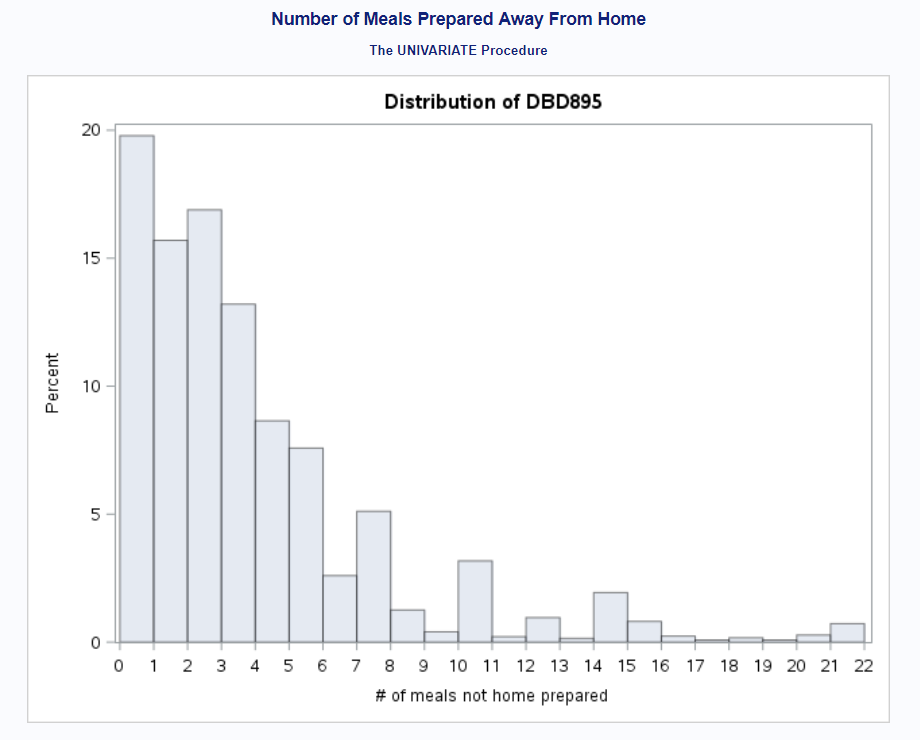 Number of Meals Prepared Away From Home
The UNIVARIATE Procedure
Distribution of DBD895
20
15
10
5
0
Percent
0 1 2 3 4 5 6 7 8 9 10 11 12 13 14 15 16 17 18 19 20 21 22
# of meals not home prepared